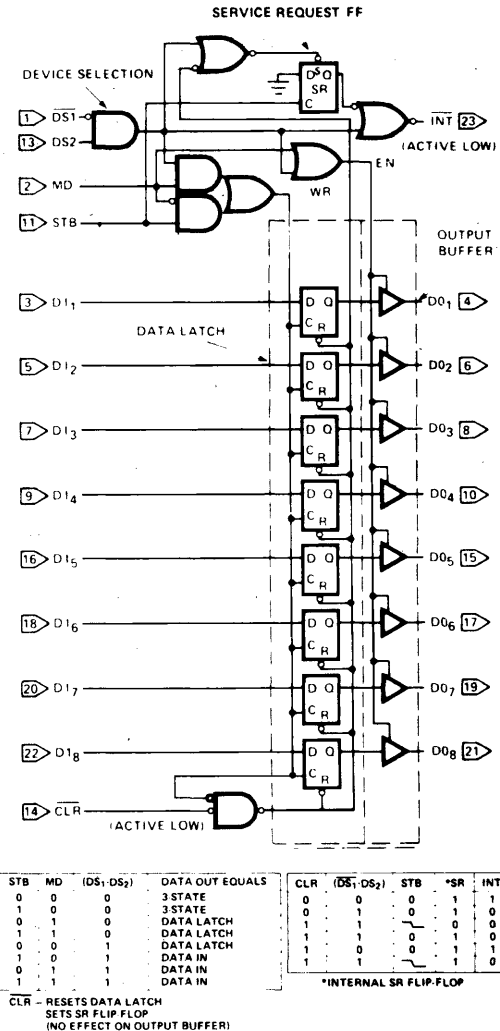 SERVICE REQUEST FF
DEVICE SELECTION
D S Q
SR
C
1 DS1
13 DS2
INT 23
(ACTIVE LOW)
2 MD
EN
WR
11 STB
OUTPUT
BUFFER
3 DI1 D Q C R DO1 4
DATA LATCH
5 DI2 D Q C R DO2 6
7 DI3 D Q C R DO3 8
9 DI4 D Q C R DO4 10
16 DI5 D Q C R DO5 15
18 DI6 D Q C R DO6 17
20 DI7 D Q C R DO7 19
22 DI8 D Q C R DO8 21
14 CLR
(ACTIVE LOW)
STB MD (DS1·DS2) DATA OUT EQUALS
0 0 0 3-STATE
1 0 0 3-STATE
0 1 0 DATA LATCH
1 1 0 DATA LATCH
0 0 1 DATA LATCH
1 0 1 DATA IN
0 1 1 DATA IN
1 1 1 DATA IN
CLR – RESETS DATA LATCH
SETS SR FLIP FLOP
(NO EFFECT ON OUTPUT BUFFER)
CLR (DS1·DS2) STB *SR INT
0 0 0 1 1
0 1 0 1 0
1 1 0 0
1 1 0 1 0
1 0 0 1 1
1 1 1 0
*INTERNAL SR FLIP-FLOP